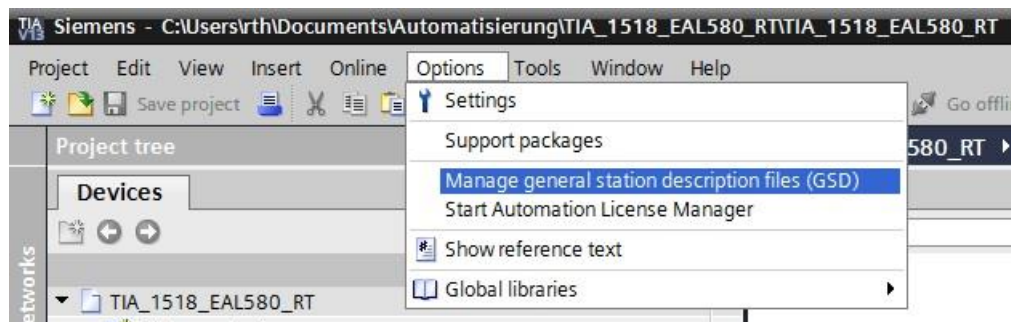 TIA V13 Siemens - C:\Users\rth\Documents\Automatisierung\TIA_1518_EAL580_RT\TIA_1518_EAL580_RT
Project Edit View Insert Online Options Tools Window Help
Save project Go offli
Settings
Support packages
Project tree 580_RT
Manage general station description files (GSD)
Devices
Start Automation License Manager
Show reference text
Global libraries
TIA_1518_EAL580_RT
etworks